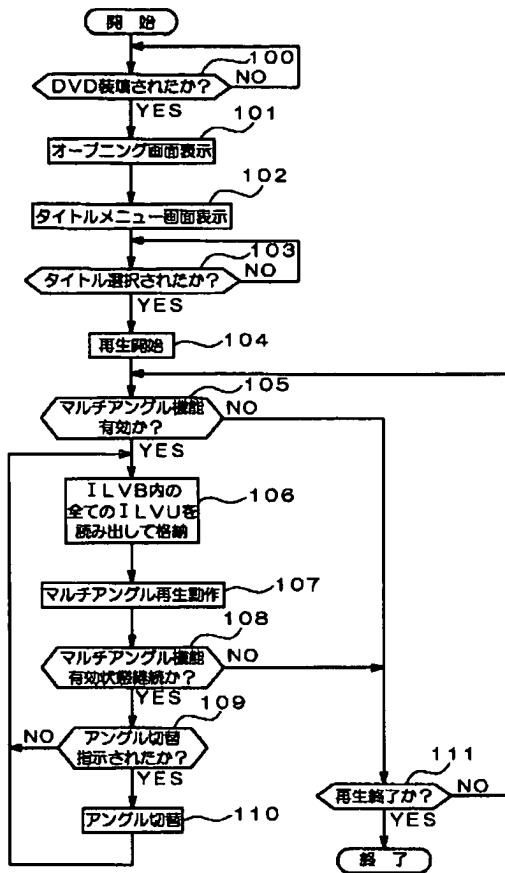 開始
100
DVD装填されたか?
NO
YES
101
オープニング画面表示
102
タイトルメニュー画面表示
103
タイトル選択されたか?
NO
YES
再生開始
104
105
マルチアングル機能
有効か?
NO
YES
ILVB内の
全てのILVUを
読み出して格納
106
107
マルチアングル再生動作
108
マルチアングル機能
有効状態継続か?
NO
YES
109
アングル切替
指示されたか?
NO
YES
アングル切替
110
111
再生終了か?
NO
YES
終了